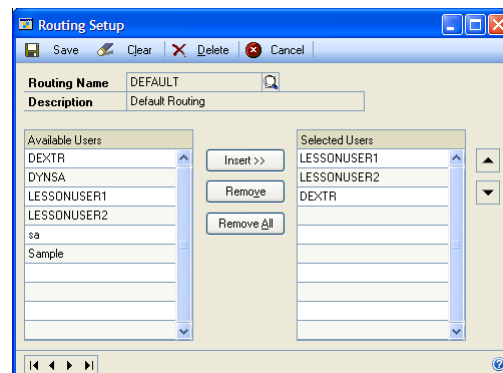 Routing Setup
Save Clear Delete Cancel
Routing Name DEFAULT
Description Default Routing
Available Users Selected Users
DEXTR Insert >> LESSONUSER1
DYNSA LESSONUSER2
LESSONUSER1 Remove DEXTR
LESSONUSER2 Remove All
sa
Sample